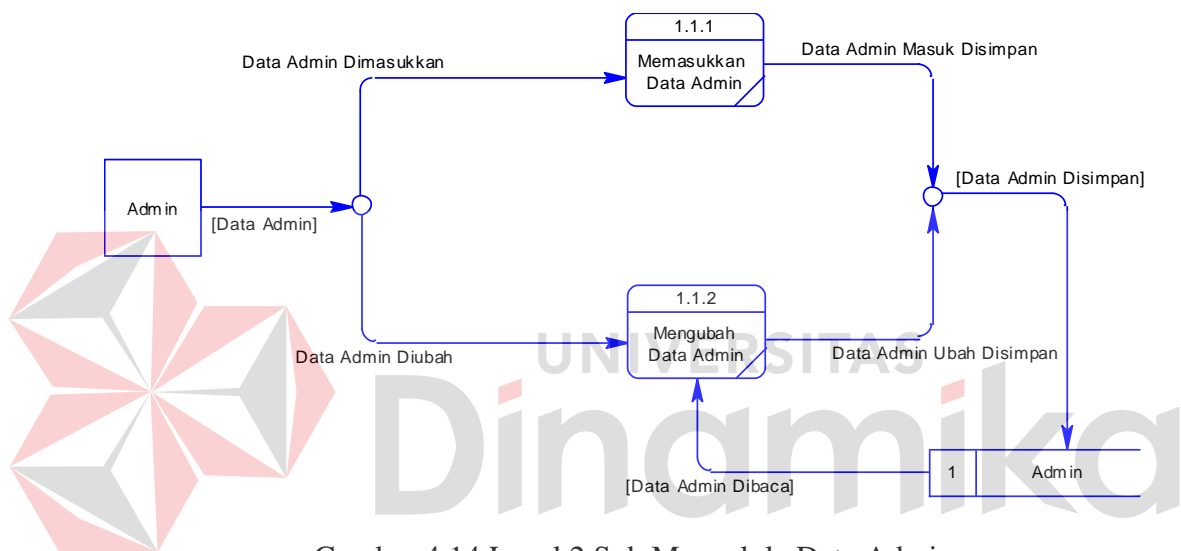 1.1.1
Memasukkan
Data Admin
Data Admin Dimasukkan
Data Admin Masuk Disimpan
Admin
[Data Admin]
[Data Admin Disimpan]
1.1.2
Mengubah
Data Admin
Data Admin Diubah
Data Admin Ubah Disimpan
UNIVERSITAS
Dinamika
[Data Admin Dibaca]
1
Admin